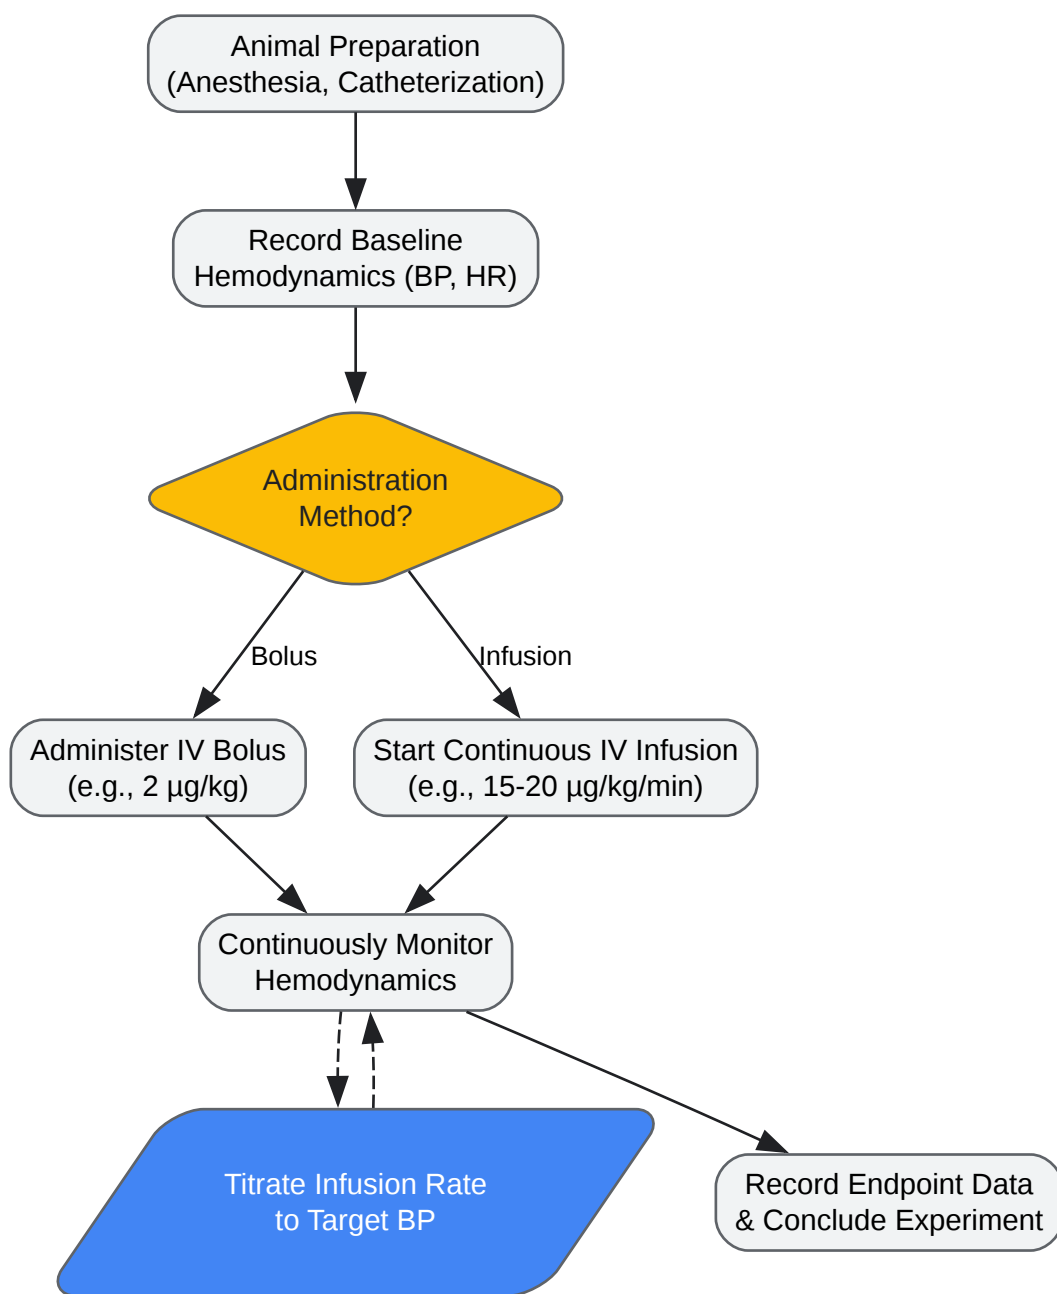 Animal Preparation
(Anesthesia, Catheterization)
Record Baseline
Hemodynamics (BP, HR)
Administration
Method?
Bolus
Infusion
Administer IV Bolus
(e.g., 2 µg/kg)
Start Continuous IV Infusion
(e.g., 15-20 µg/kg/min)
Continuously Monitor
Hemodynamics
Titrate Infusion Rate
to Target BP
Record Endpoint Data
& Conclude Experiment